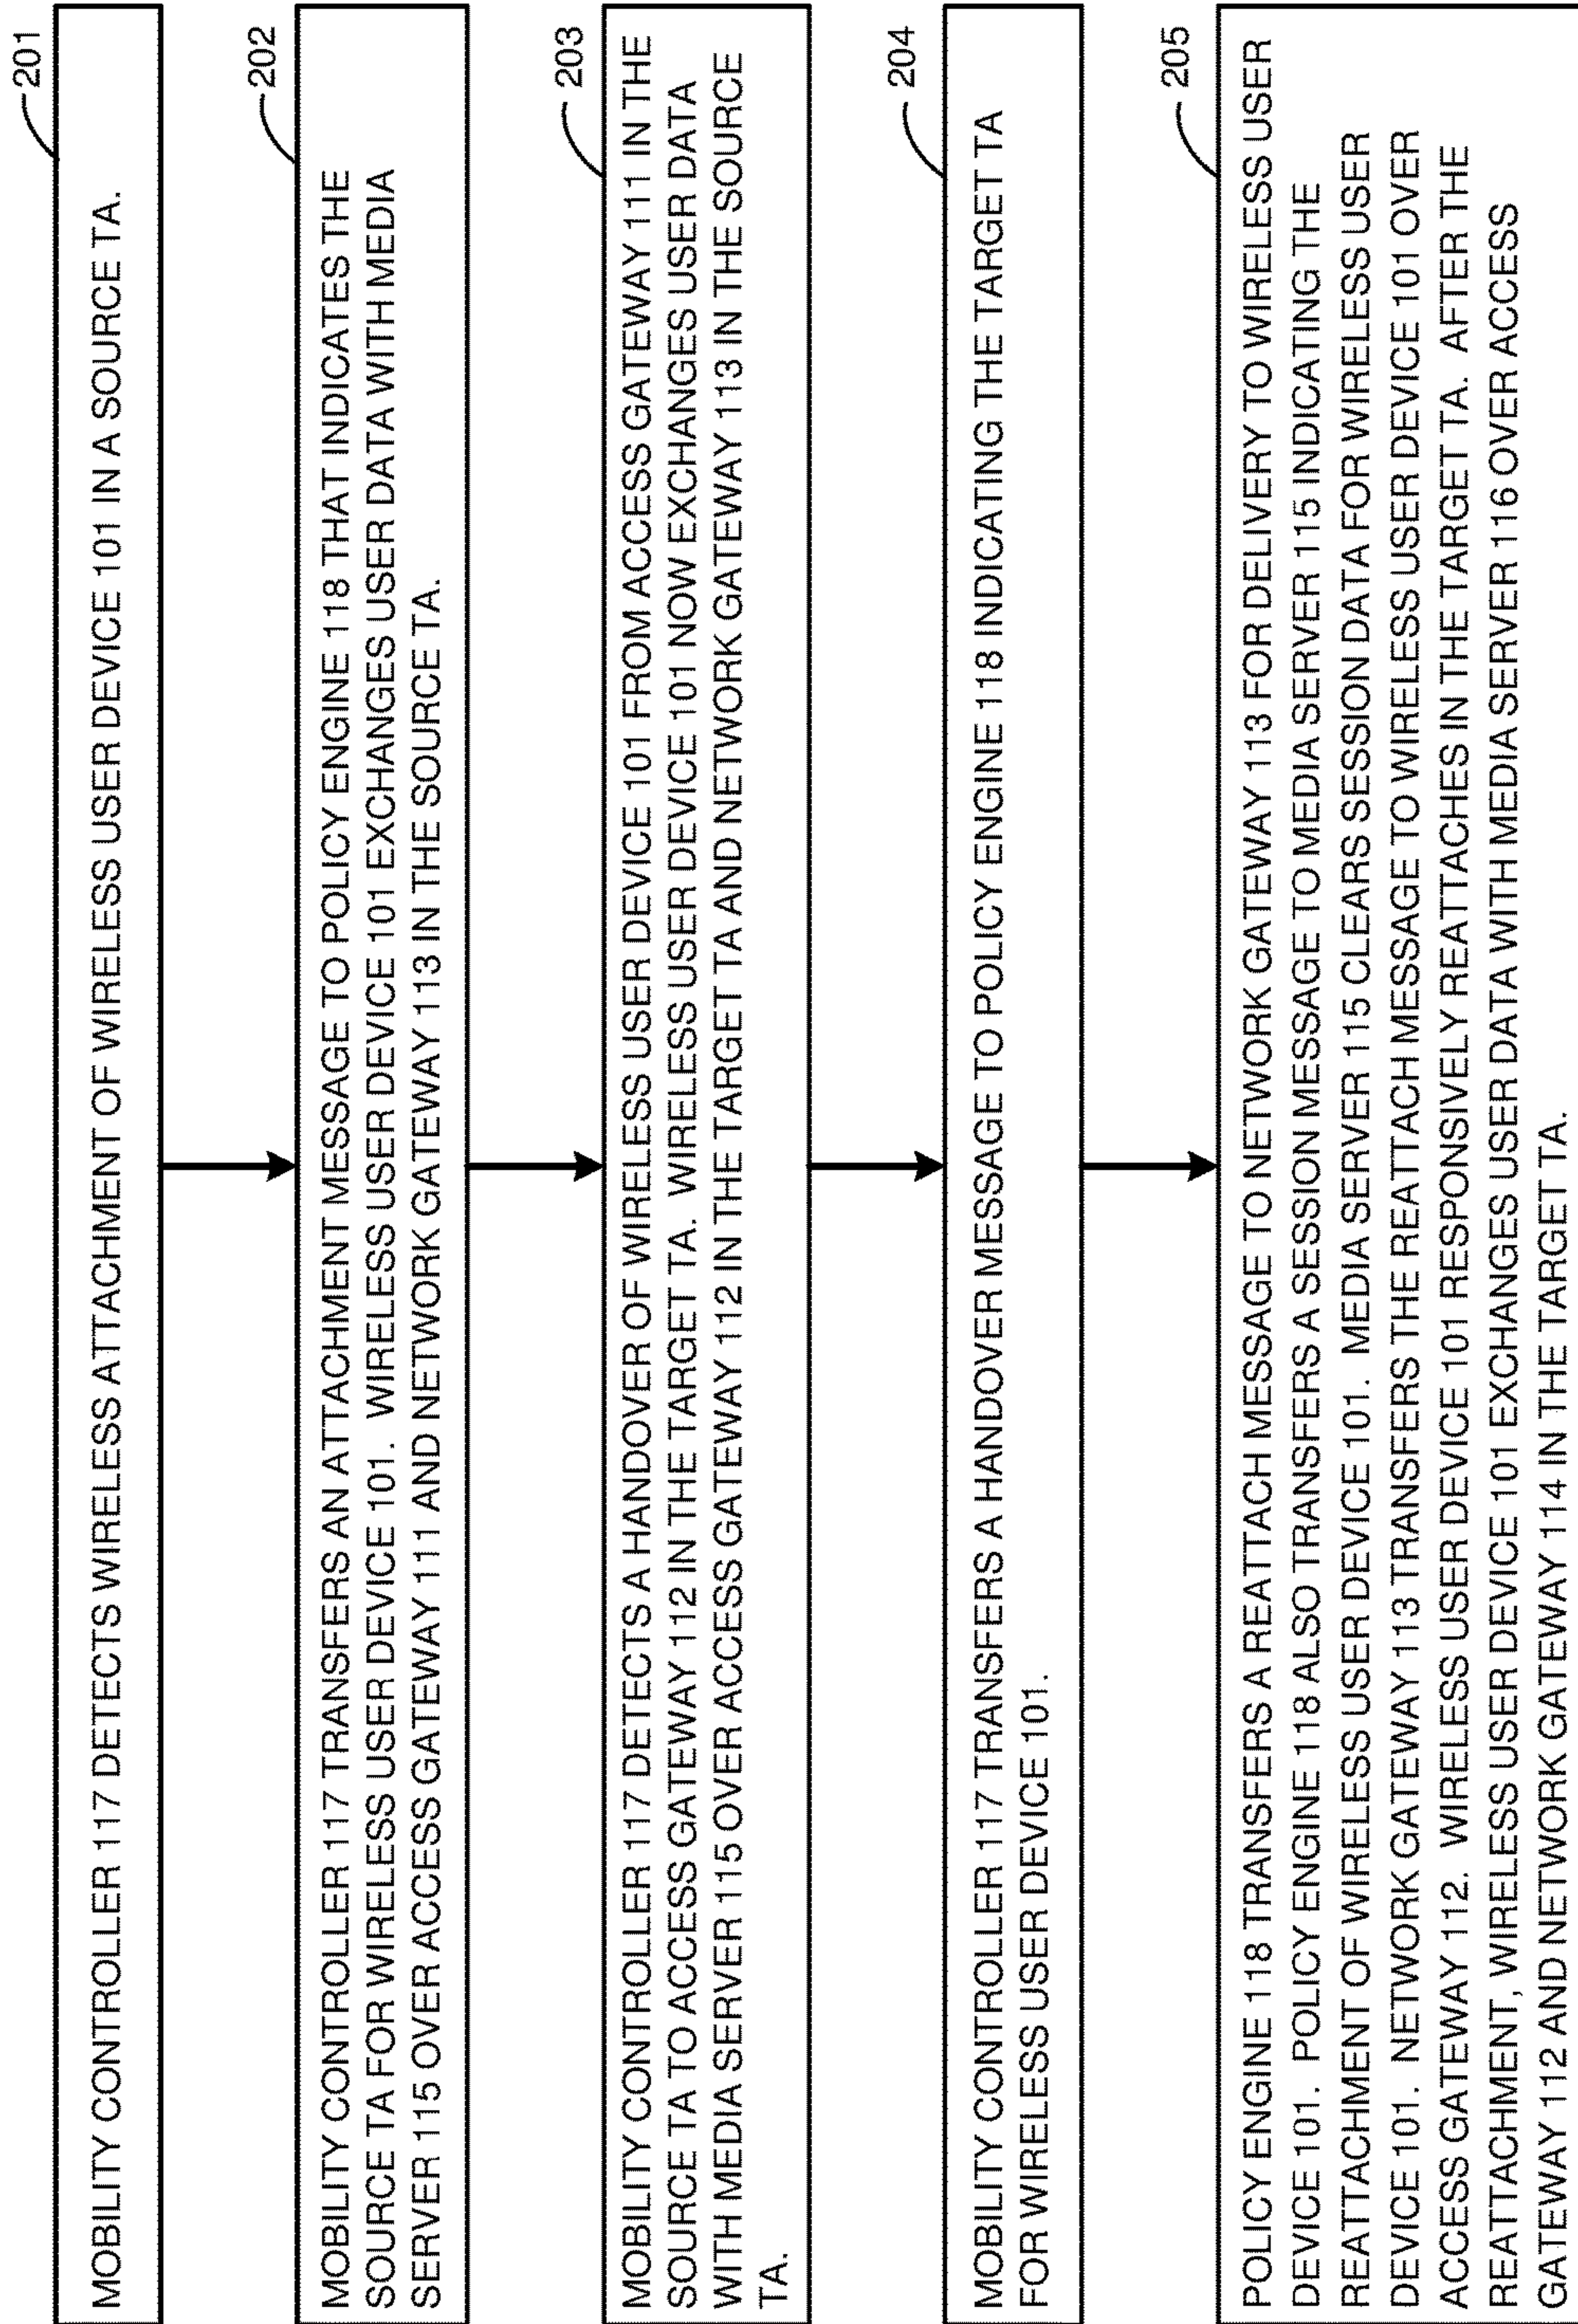 201
MOBILITY CONTROLLER 117 DETECTS WIRELESS ATTACHMENT OF WIRELESS USER DEVICE 101 IN A SOURCE TA.
202
MOBILITY CONTROLLER 117 TRANSFERS AN ATTACHMENT MESSAGE TO POLICY ENGINE 118 THAT INDICATES THE
SOURCE TA FOR WIRELESS USER DEVICE 101. WIRELESS USER DEVICE 101 EXCHANGES USER DATA WITH MEDIA
SERVER 115 OVER ACCESS GATEWAY 111 AND NETWORK GATEWAY 113 IN THE SOURCE TA.
203
MOBILITY CONTROLLER 117 DETECTS A HANDOVER OF WIRELESS USER DEVICE 101 FROM ACCESS GATEWAY 111 IN THE
SOURCE TA TO ACCESS GATEWAY 112 IN THE TARGET TA. WIRELESS USER DEVICE 101 NOW EXCHANGES USER DATA
WITH MEDIA SERVER 115 OVER ACCESS GATEWAY 112 IN THE TARGET TA AND NETWORK GATEWAY 113 IN THE SOURCE
TA.
204
MOBILITY CONTROLLER 117 TRANSFERS A HANDOVER MESSAGE TO POLICY ENGINE 118 INDICATING THE TARGET TA
FOR WIRELESS USER DEVICE 101.
205
POLICY ENGINE 118 TRANSFERS A REATTACH MESSAGE TO NETWORK GATEWAY 113 FOR DELIVERY TO WIRELESS USER
DEVICE 101. POLICY ENGINE 118 ALSO TRANSFERS A SESSION MESSAGE TO MEDIA SERVER 115 INDICATING THE
REATTACHMENT OF WIRELESS USER DEVICE 101. MEDIA SERVER 115 CLEARS SESSION DATA FOR WIRELESS USER
DEVICE 101. NETWORK GATEWAY 113 TRANSFERS THE REATTACH MESSAGE TO WIRELESS USER DEVICE 101 OVER
ACCESS GATEWAY 112. WIRELESS USER DEVICE 101 RESPONSIVELY REATTACHES IN THE TARGET TA. AFTER THE
REATTACHMENT, WIRELESS USER DEVICE 101 EXCHANGES USER DATA WITH MEDIA SERVER 116 OVER ACCESS
GATEWAY 112 AND NETWORK GATEWAY 114 IN THE TARGET TA.